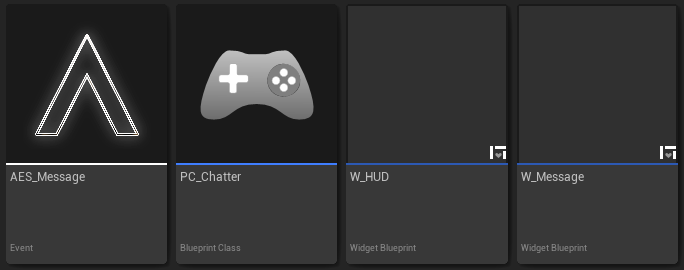 AES_Message
Event
PC_Chatter
Blueprint Class
W_HUD
Widget Blueprint
W_Message
Widget Blueprint